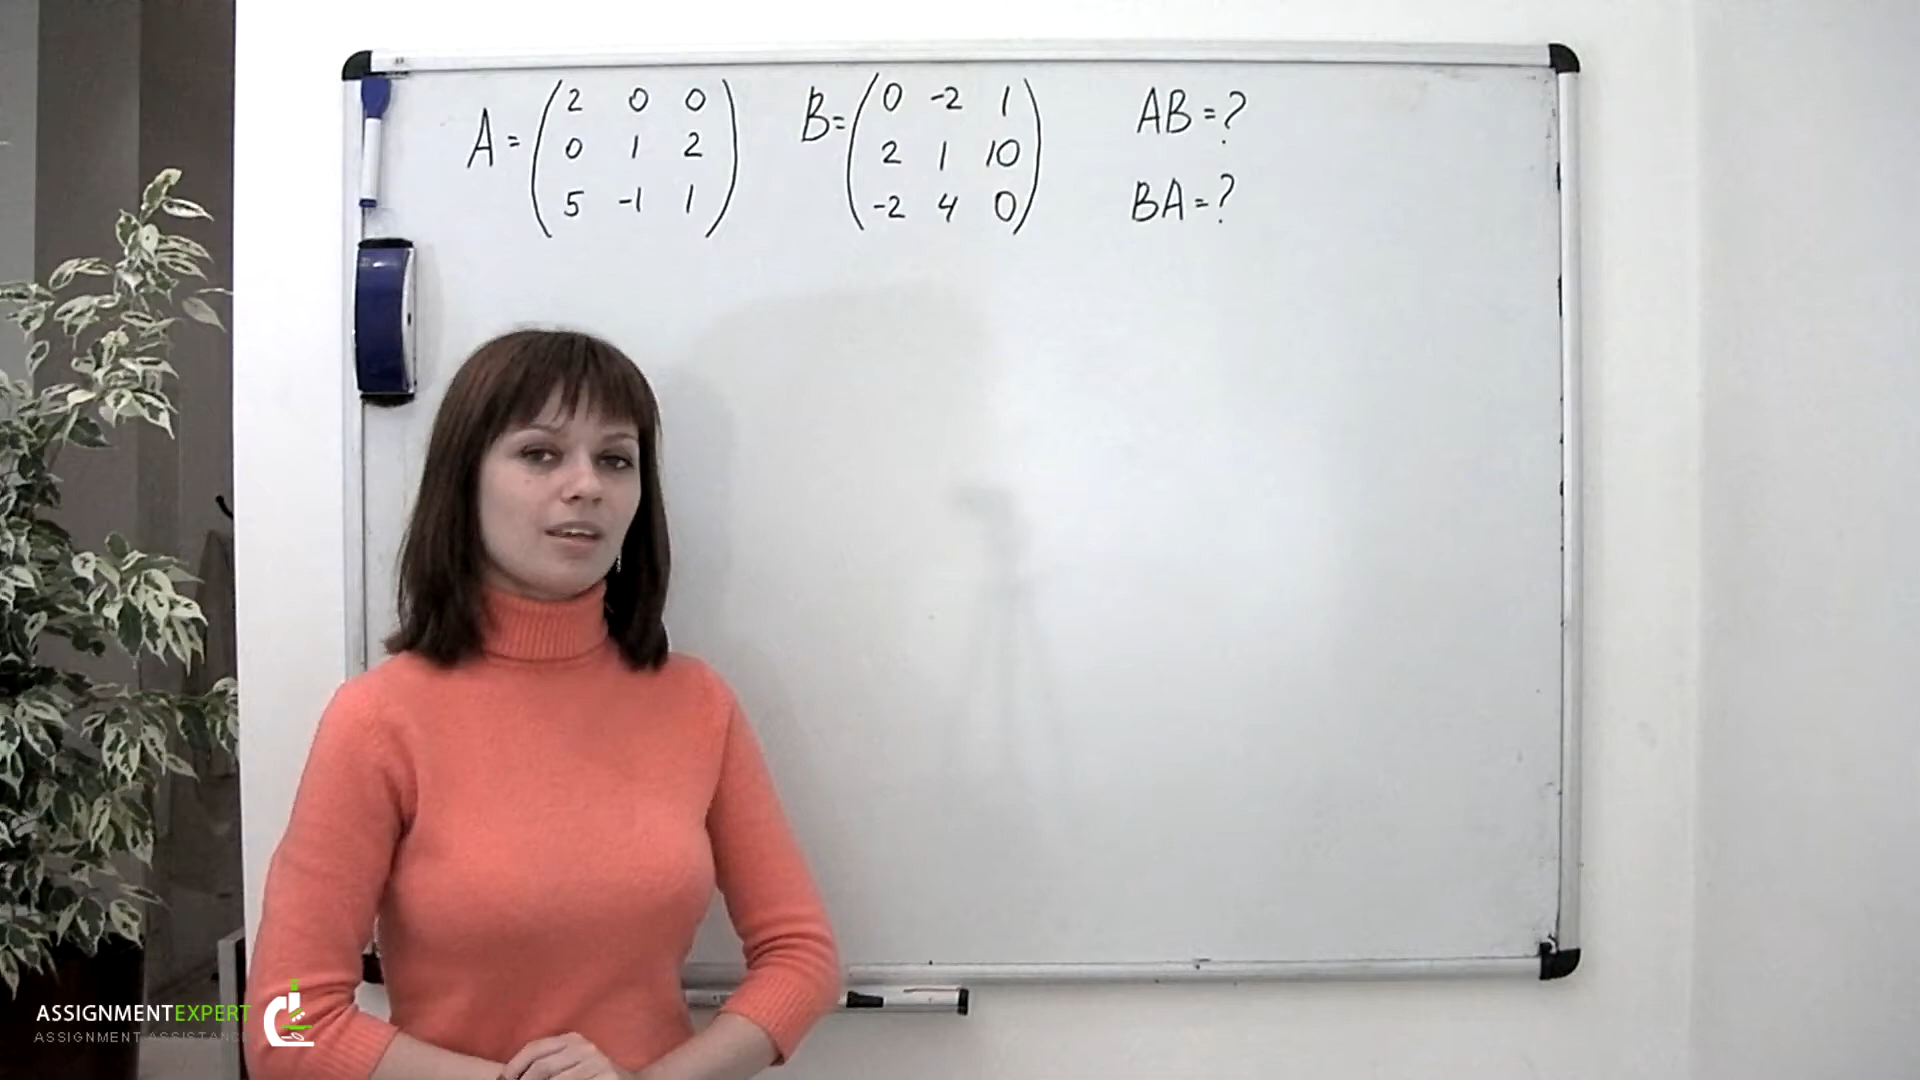 A = (2 0 0
0 1 2
5 -1 1)
B = (0 -2 1
2 1 10
-2 4 0)
AB = ?
BA = ?
ASSIGNMENTEXPERT
ASSIGNMENT ASSISTANC